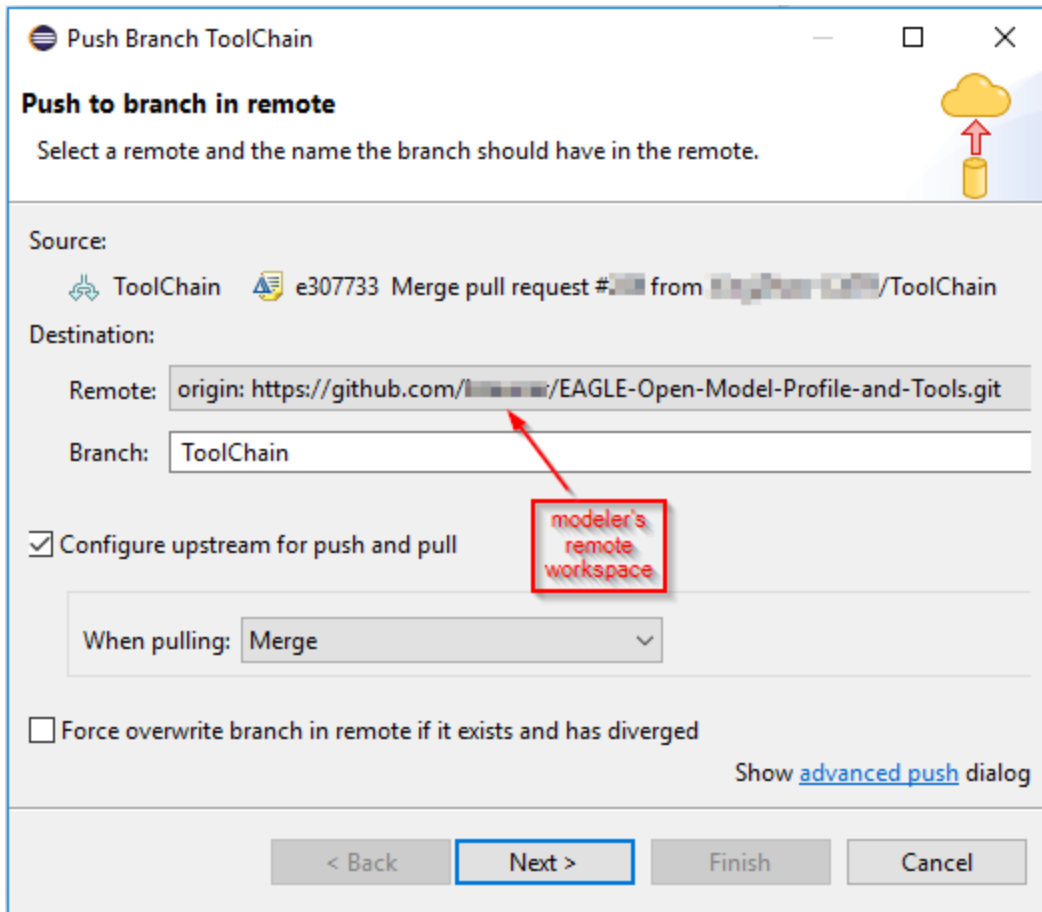 Push Branch ToolChain
Push to branch in remote
Select a remote and the name the branch should have in the remote.
Source:
ToolChain e307733 Merge pull request # from /ToolChain
Destination:
Remote: origin: https://github.com/ /EAGLE-Open-Model-Profile-and-Tools.git
Branch: ToolChain
modeler's
remote
workspace
Configure upstream for push and pull
When pulling: Merge
Force overwrite branch in remote if it exists and has diverged
Show advanced push dialog
< Back Next > Finish Cancel